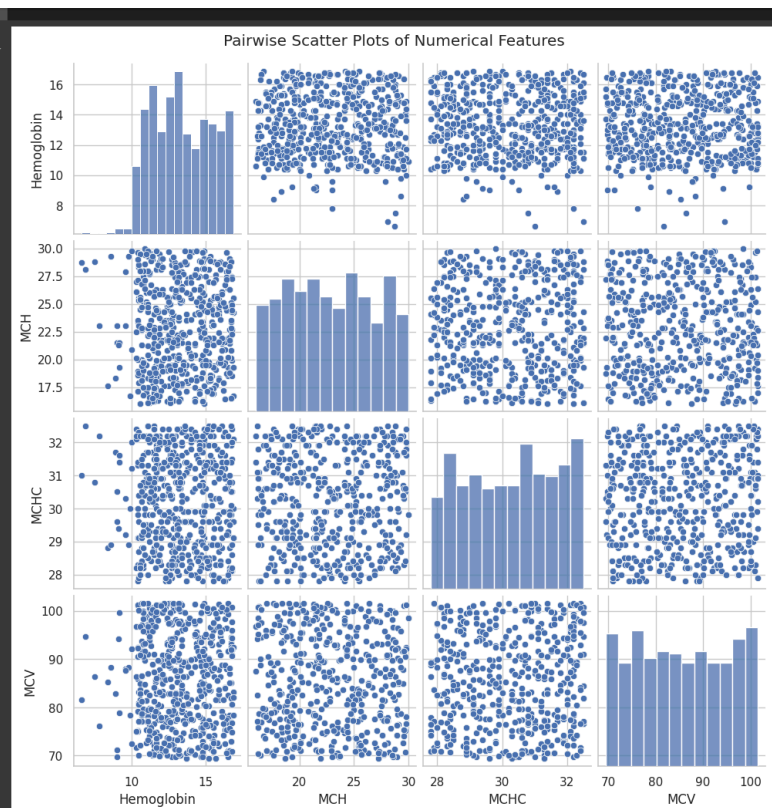 Pairwise Scatter Plots of Numerical Features
Hemoglobin
16
14
12
10
8
MCH
30.0
27.5
25.0
22.5
20.0
17.5
MCHC
32
31
30
29
28
MCV
100
90
80
70
10 15
20 25 30
28 30 32
70 80 90 100
Hemoglobin MCH MCHC MCV